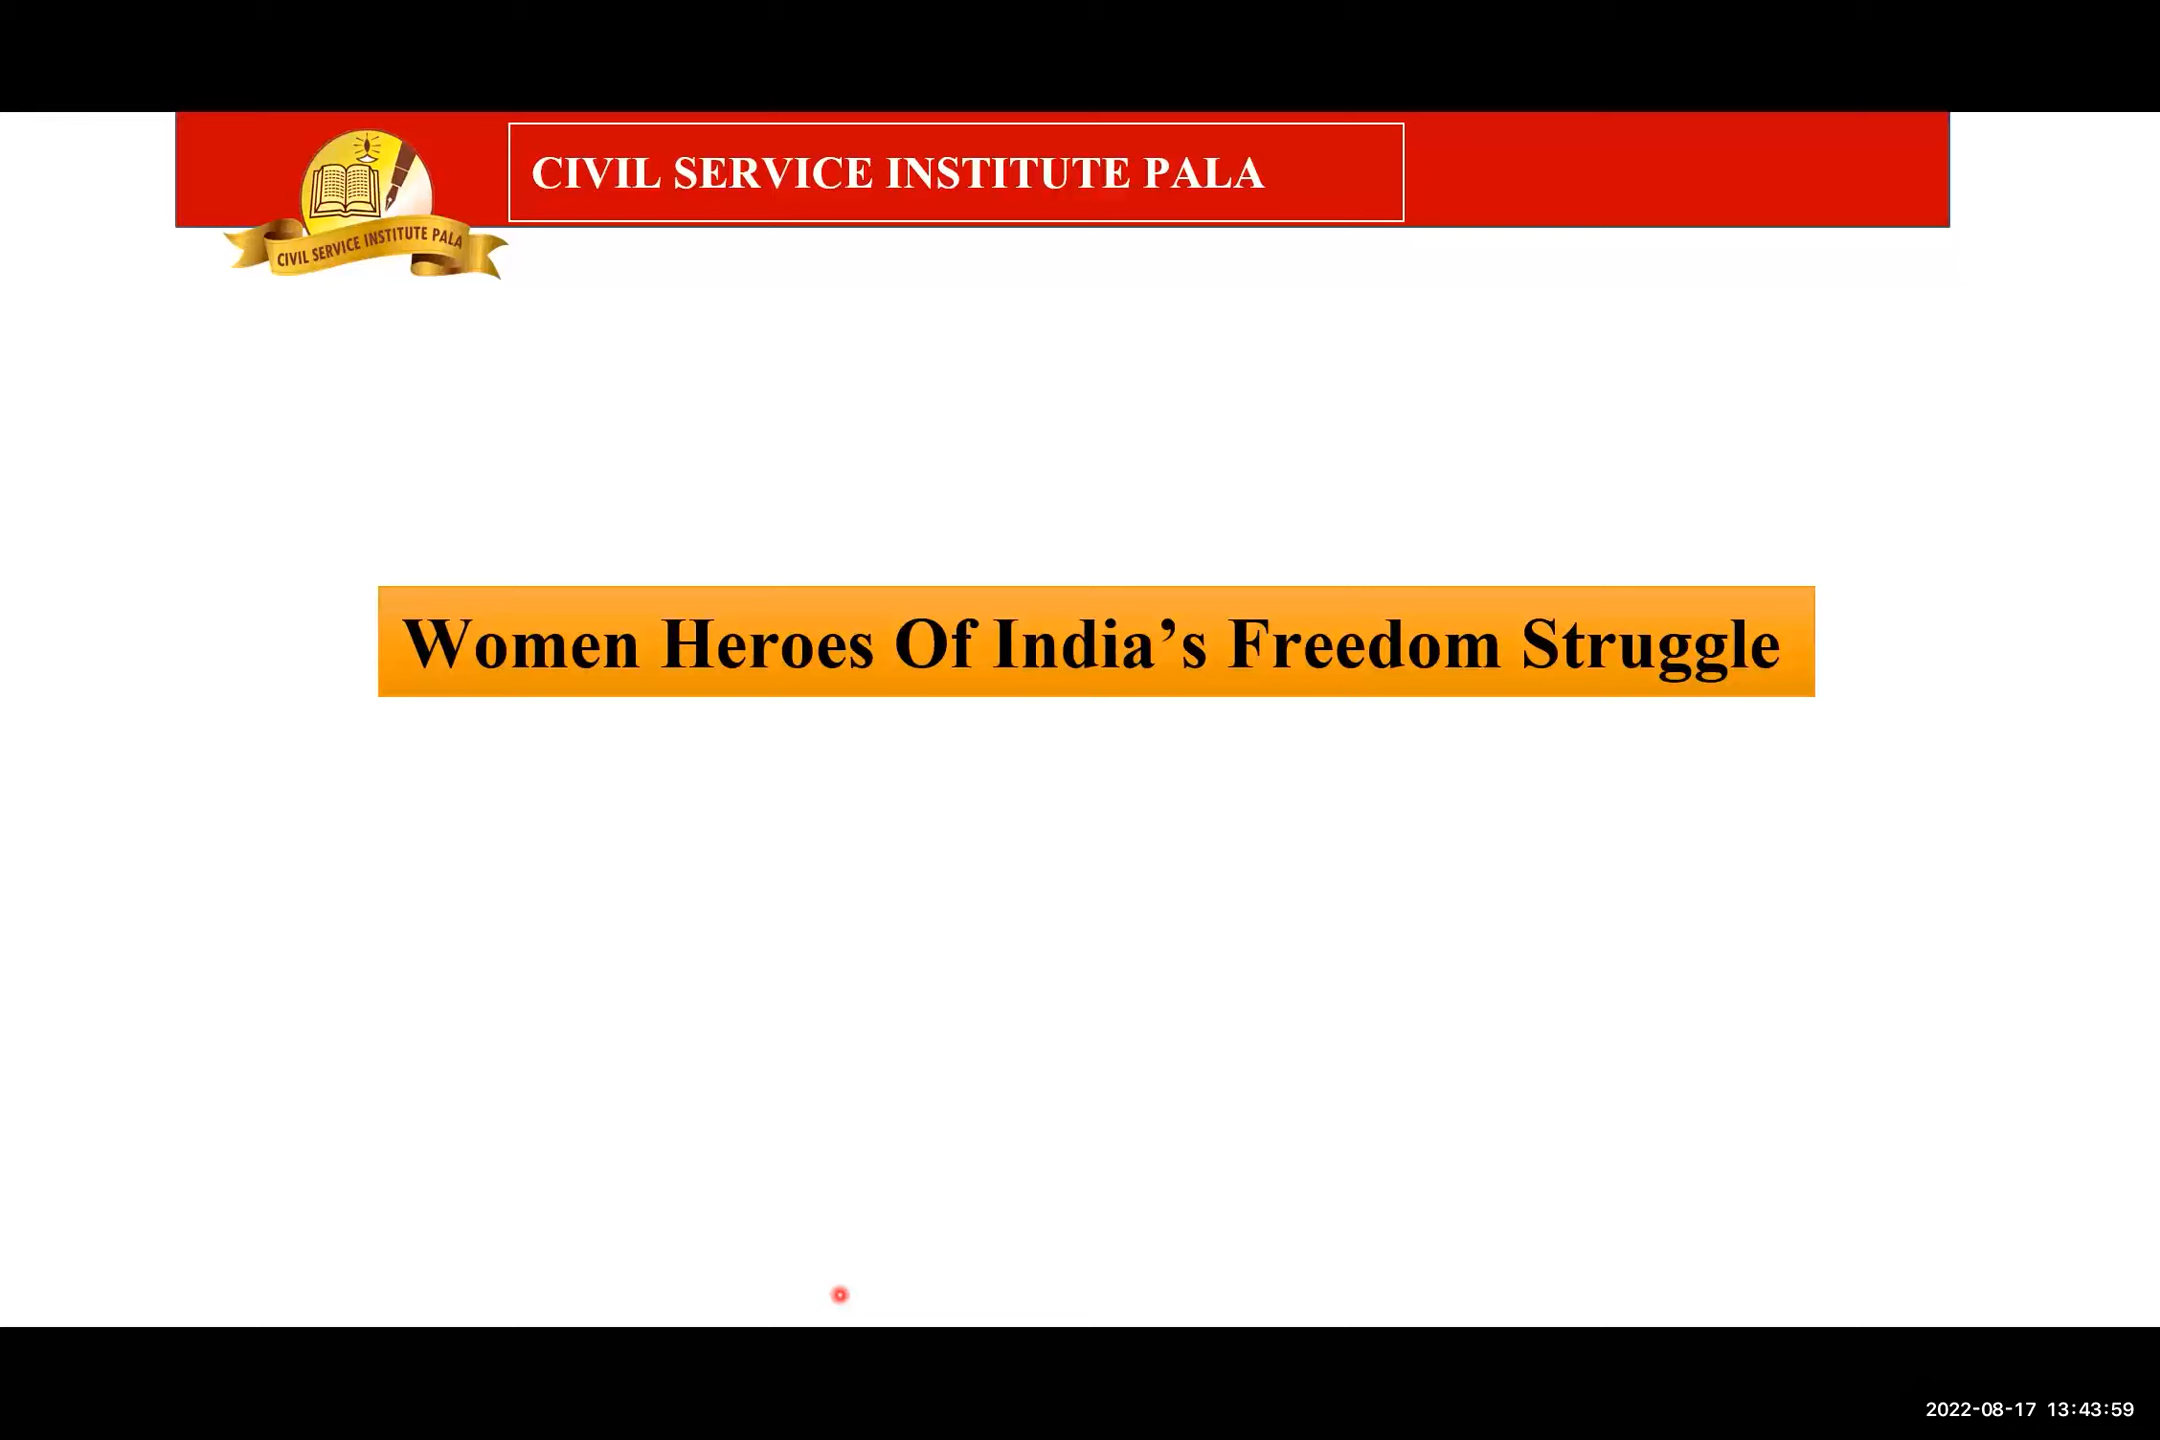 CIVIL SERVICE INSTITUTE PALA
CIVIL SERVICE INSTITUTE PALA
Women Heroes Of India’s Freedom Struggle
2022-08-17 13:43:59